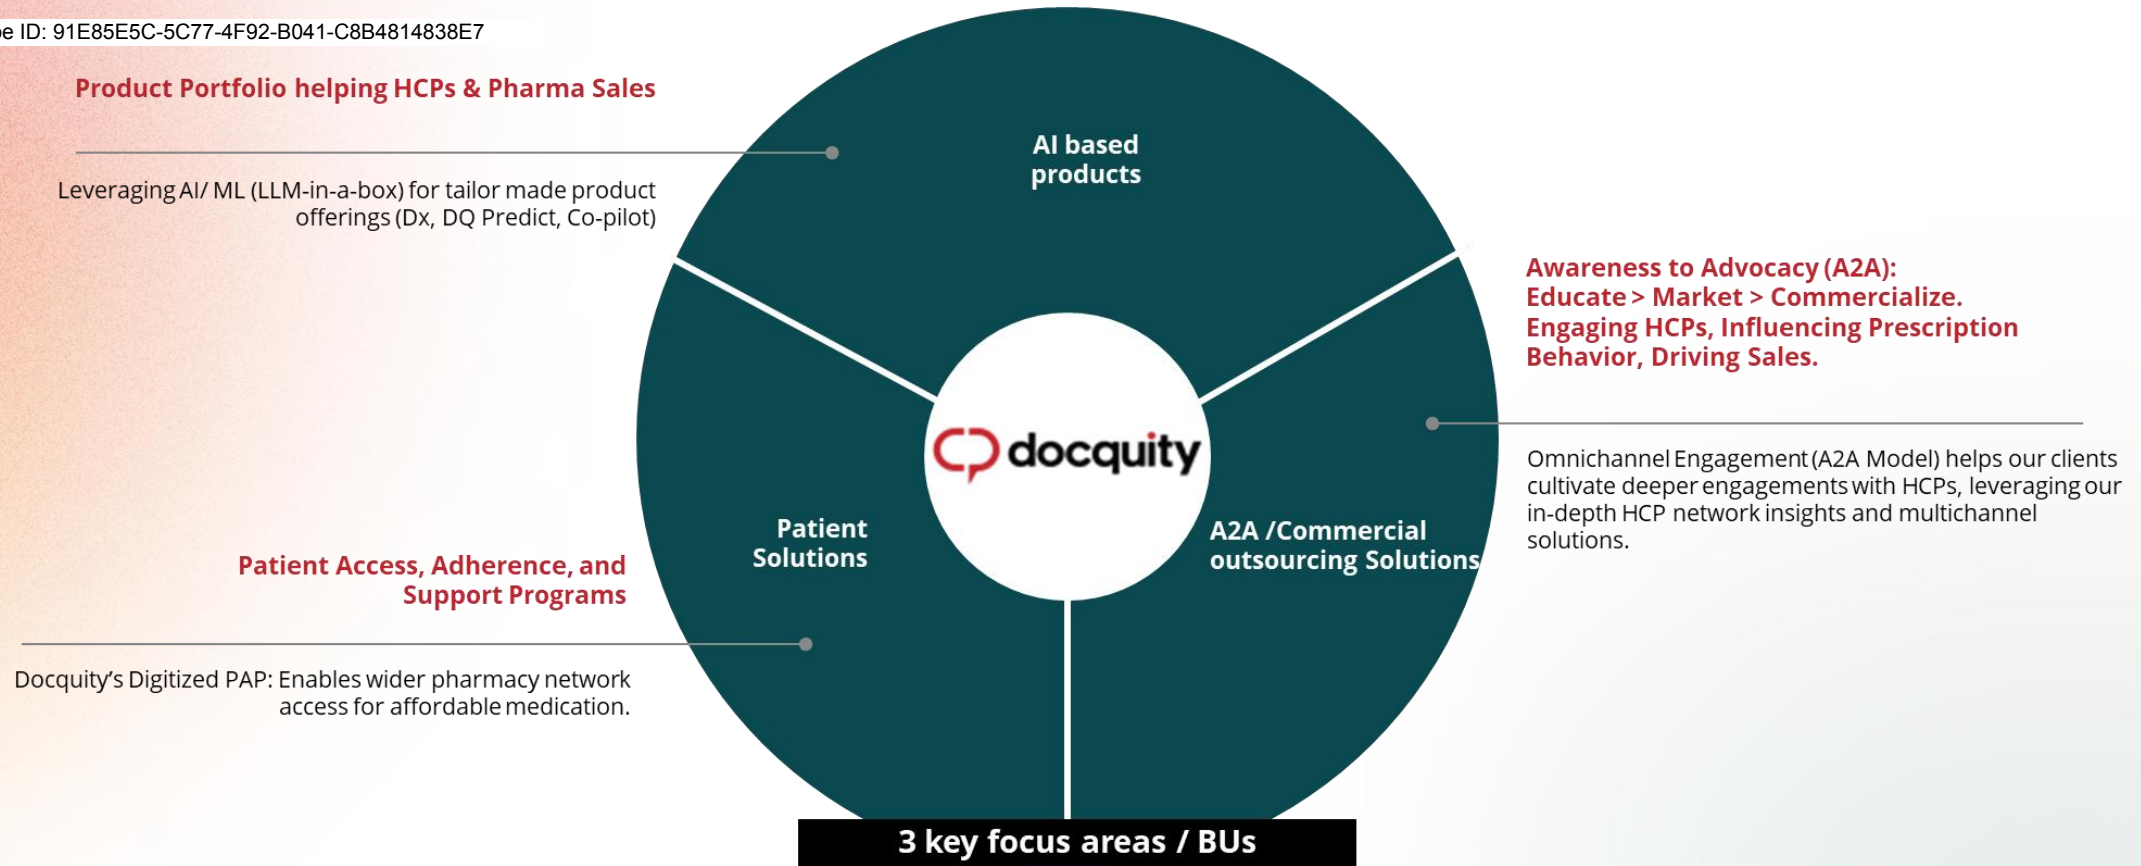 ID: 91E85E5C-5C77-4F92-B041-C8B4814838E7
Product Portfolio helping HCPs & Pharma Sales
Leveraging AI/ ML (LLM-in-a-box) for tailor made product
offerings (Dx, DQ Predict, Co-pilot)
AI based
products
Awareness to Advocacy (A2A):
Educate > Market > Commercialize.
Engaging HCPs, Influencing Prescription
Behavior, Driving Sales.
Omnichannel Engagement (A2A Model) helps our clients
cultivate deeper engagements with HCPs, leveraging our
in-depth HCP network insights and multichannel
solutions.
docquity
Patient
Solutions
A2A /Commercial
outsourcing Solutions
Patient Access, Adherence, and
Support Programs
Docquity’s Digitized PAP: Enables wider pharmacy network
access for affordable medication.
3 key focus areas / BUs